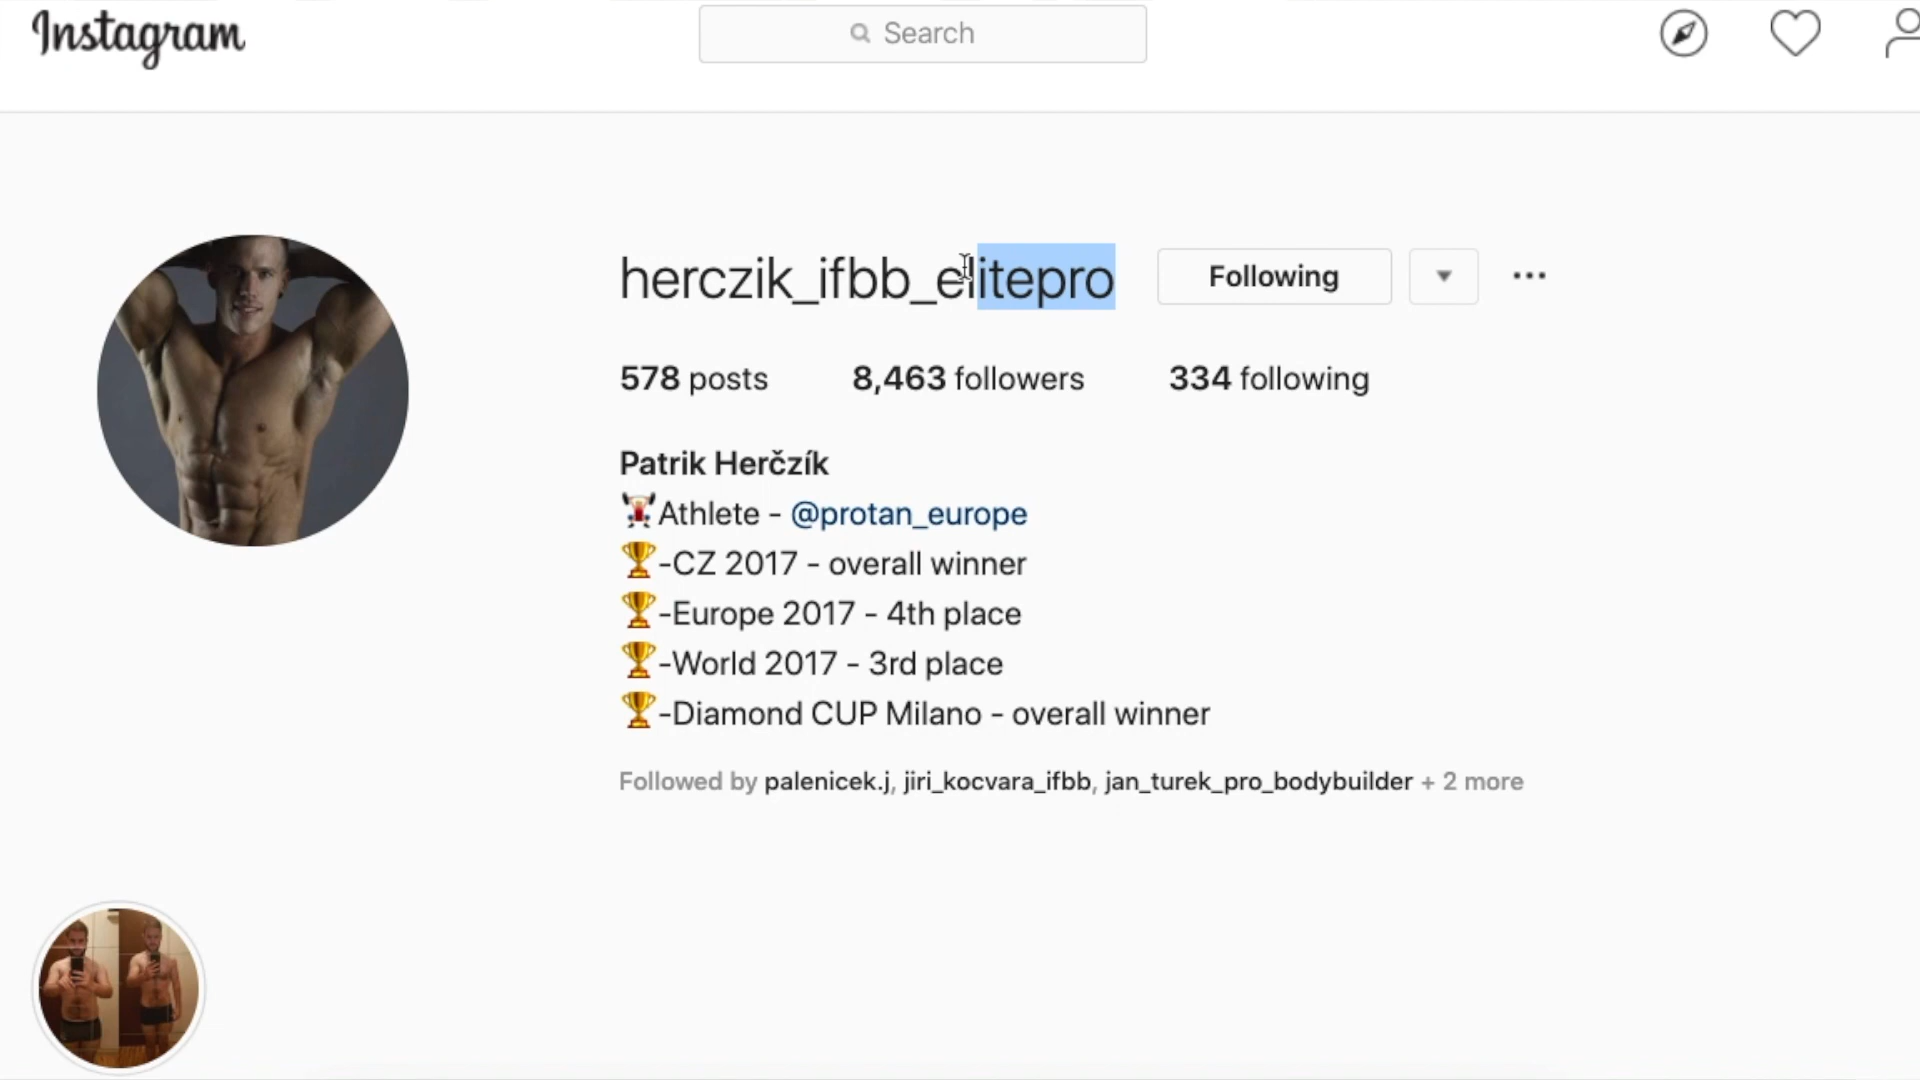 Instagram
Search
herczik_ifbb_elitepro Following
578 posts 8,463 followers 334 following
Patrik Herčzík
Athlete - @protan_europe
-CZ 2017 - overall winner
-Europe 2017 - 4th place
-World 2017 - 3rd place
-Diamond CUP Milano - overall winner
Followed by palenicek.j, jiri_kocvara_ifbb, jan_turek_pro_bodybuilder + 2 more